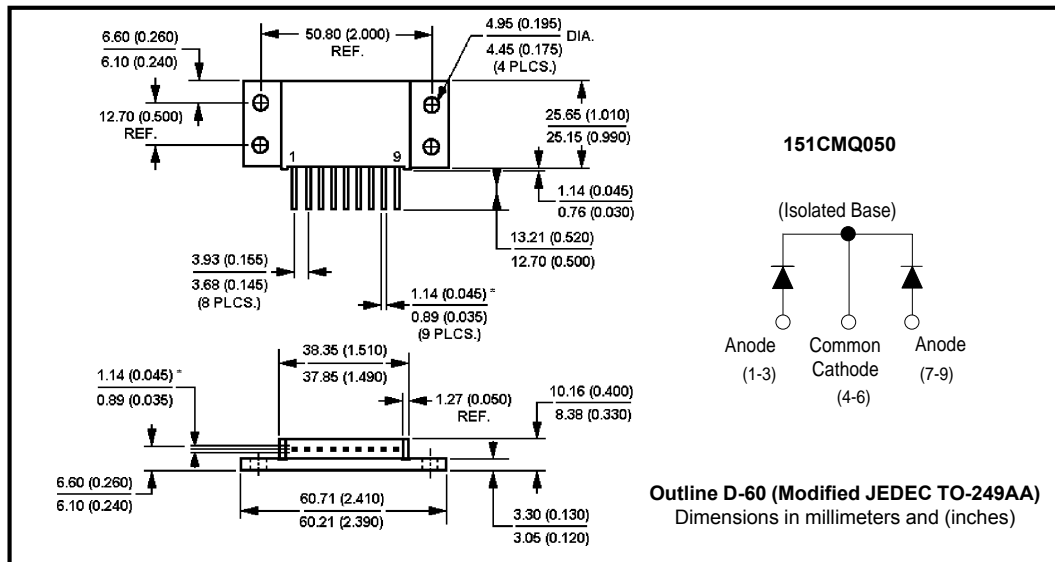 6.60 (0.260)
6.10 (0.240)
50.80 (2.000)
REF.
4.95 (0.195)
4.45 (0.175)
DIA.
(4 PLCS.)
12.70 (0.500)
REF.
25.65 (1.010)
25.15 (0.990)
1 9
1.14 (0.045)
0.76 (0.030)
13.21 (0.520)
12.70 (0.500)
3.93 (0.155)
3.68 (0.145)
(8 PLCS.)
1.14 (0.045) *
0.89 (0.035)
(9 PLCS.)
38.35 (1.510)
37.85 (1.490)
1.14 (0.045) *
0.89 (0.035)
1.27 (0.050)
REF.
10.16 (0.400)
8.38 (0.330)
6.60 (0.260)
6.10 (0.240)
60.71 (2.410)
60.21 (2.390)
3.30 (0.130)
3.05 (0.120)
151CMQ050
(Isolated Base)
Anode
(1-3)
Common
Cathode
(4-6)
Anode
(7-9)
Outline D-60 (Modified JEDEC TO-249AA)
Dimensions in millimeters and (inches)